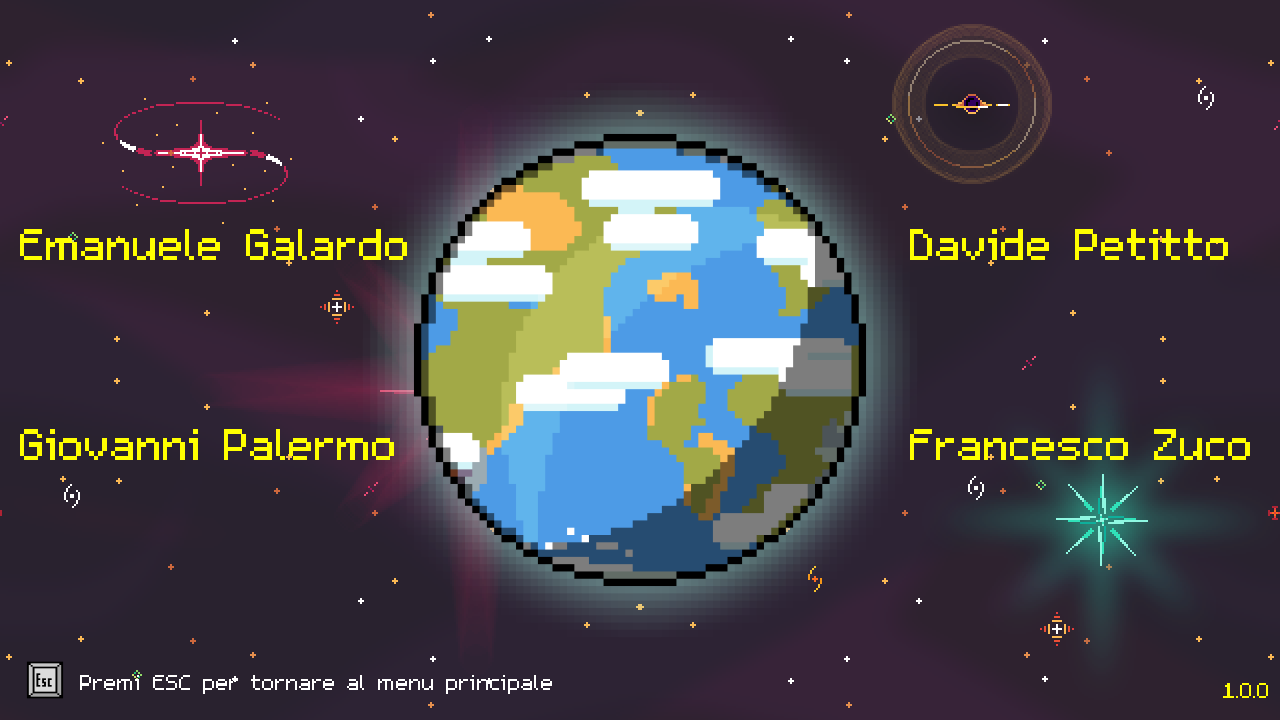 Emanuele Galardo
Davide Petitto
Giovanni Palermo
Francesco Zuco
Esc
Premi ESC per tornare al menu principale
1.0.0